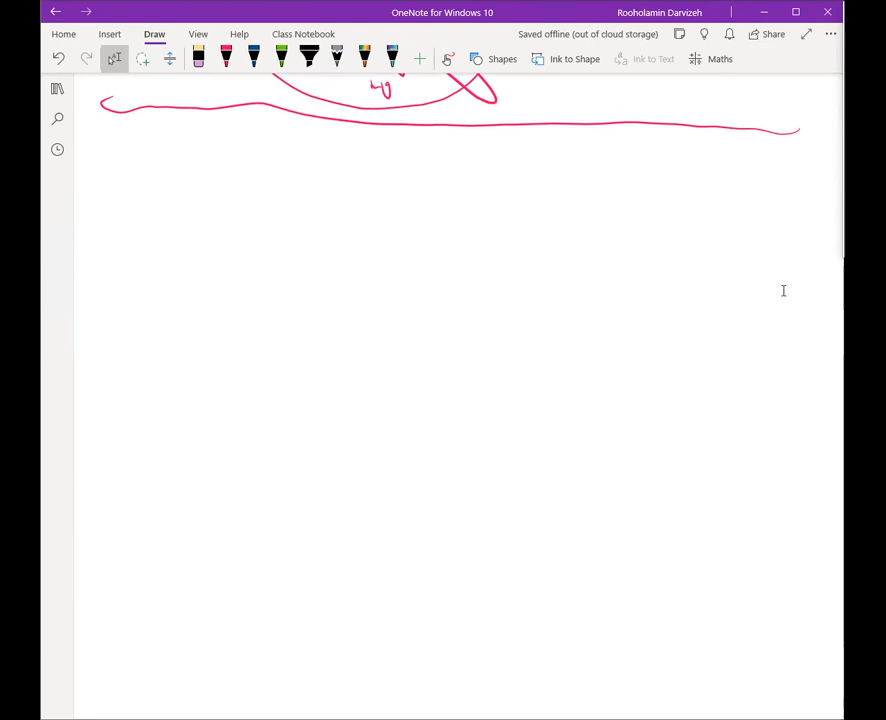 OneNote for Windows 10
Rooholamin Darvizeh
Home Insert Draw View Help Class Notebook
Saved offline (out of cloud storage) Share
Shapes Ink to Shape Ink to Text Maths